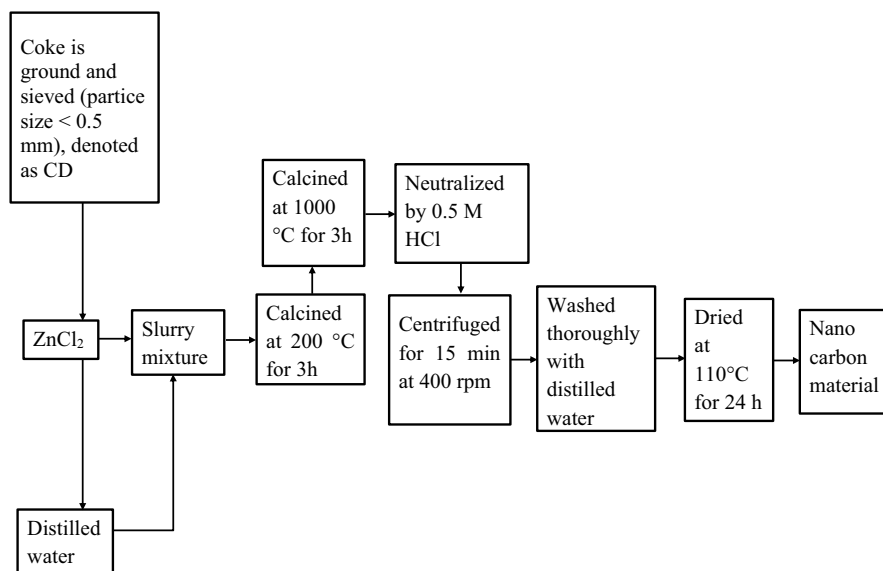 Coke is
ground and
sieved (partice
size < 0.5
mm), denoted
as CD
ZnCl₂
Distilled
water
Slurry
mixture
Calcined
at 200 °C
for 3h
Calcined
at 1000
°C for 3h
Neutralized
by 0.5 M
HCl
Centrifuged
for 15 min
at 400 rpm
Washed
thoroughly
with
distilled
water
Dried
at
110°C
for 24 h
Nano
carbon
material